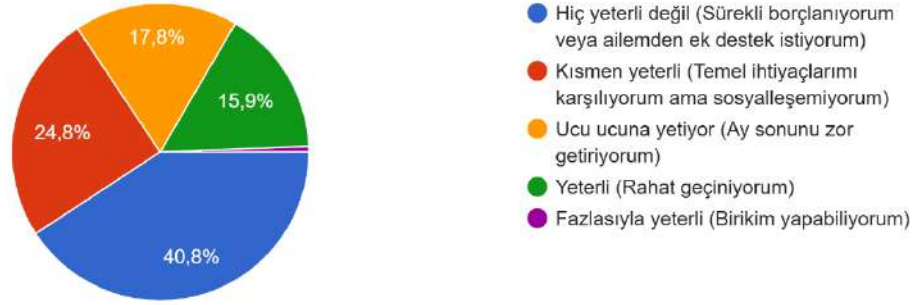 17,8%
15,9%
24,8%
40,8%
Hiç yeterli değil (Sürekli borçlanıyorum
veya ailemden ek destek istiyorum)
Kısmen yeterli (Temel ihtiyaçlarımı
karşılıyorum ama sosyalleşemiyorum)
Ucu ucuna yetiyor (Ay sonunu zor
getiriyorum)
Yeterli (Rahat geçiniyorum)
Fazlasıyla yeterli (Birikim yapabiliyorum)